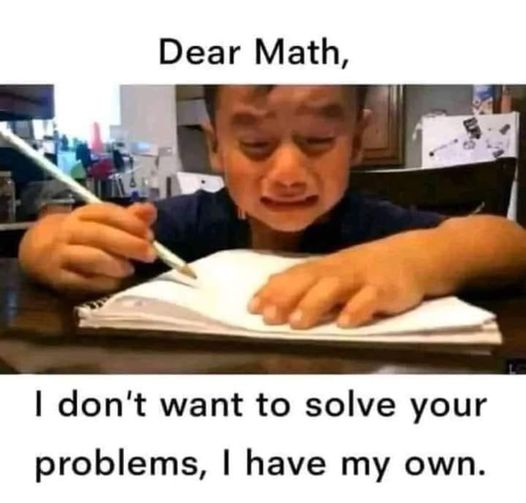 Dear Math,
I don't want to solve your
problems, I have my own.